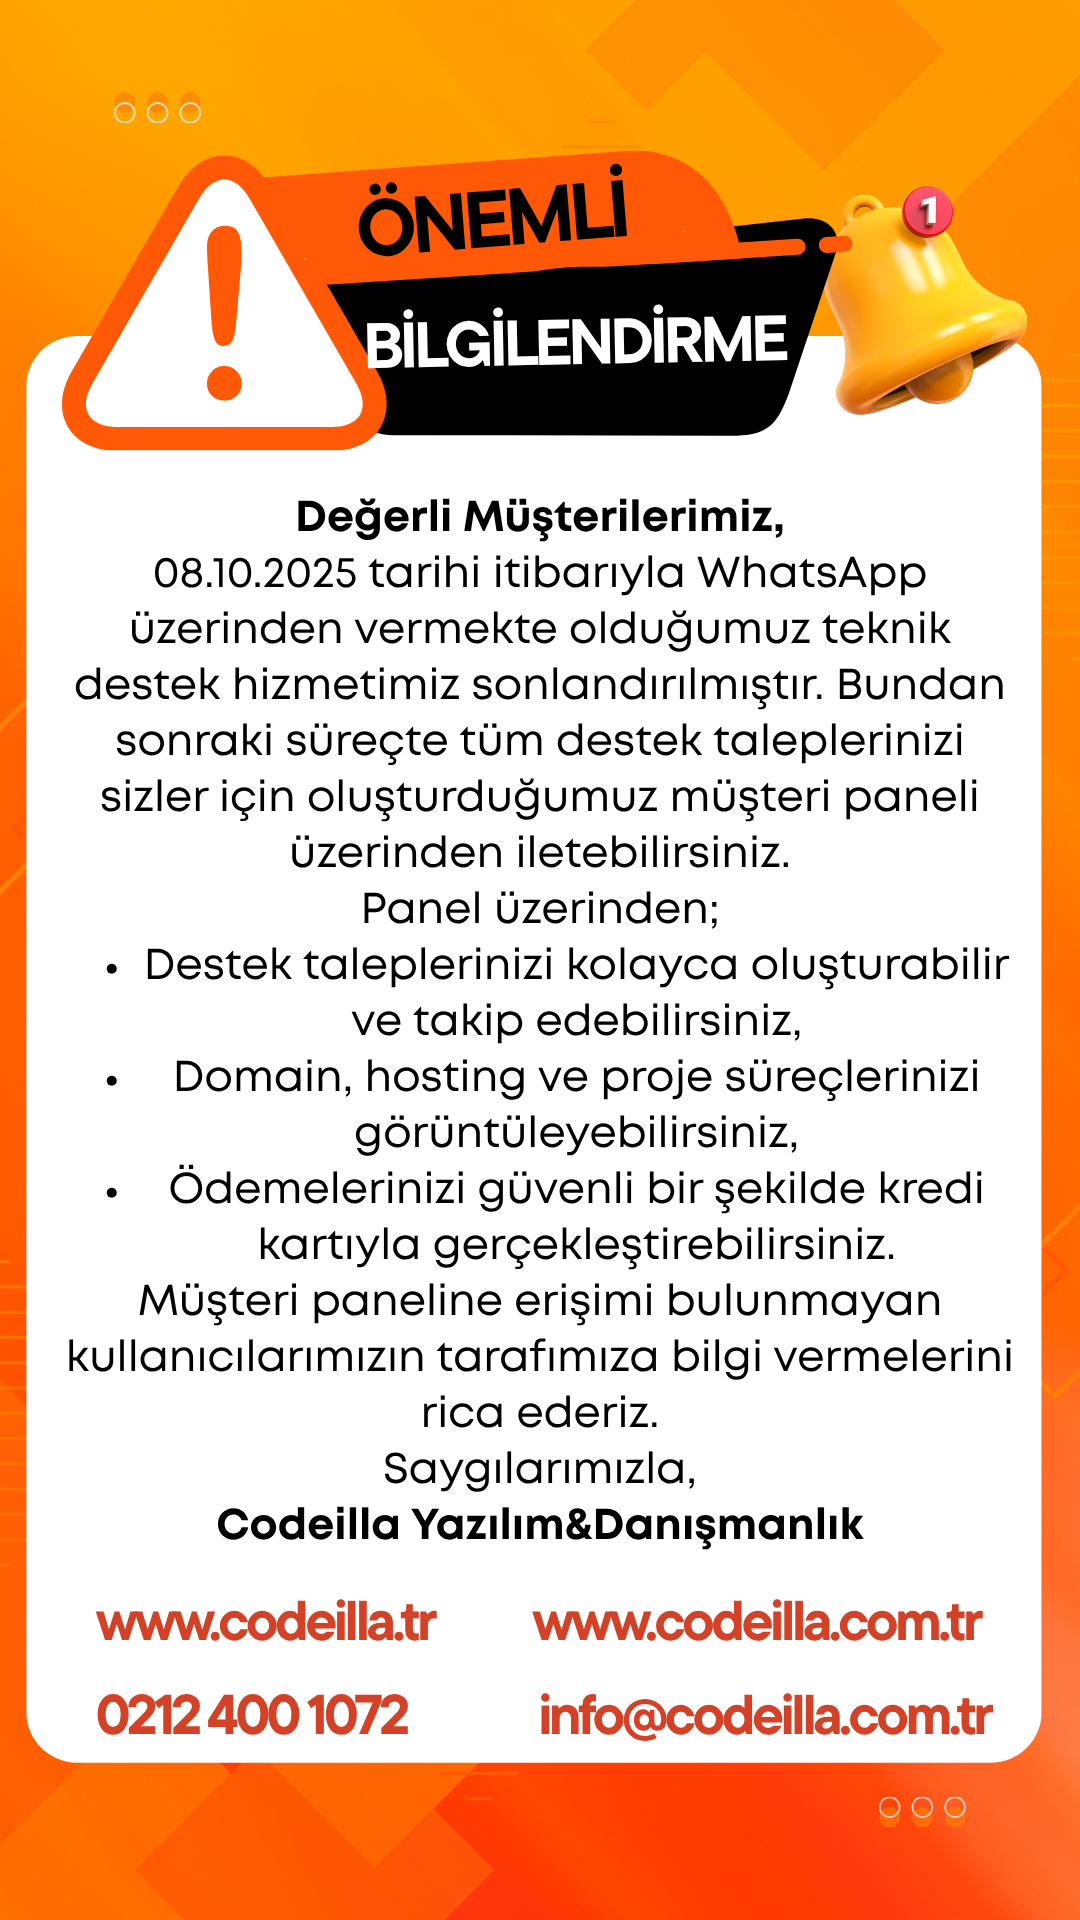 ÖNEMLİ
BİLGİLENDİRME
1
Değerli Müşterilerimiz,
08.10.2025 tarihi itibarıyla WhatsApp
üzerinden vermekte olduğumuz teknik
destek hizmetimiz sonlandırılmıştır. Bundan
sonraki süreçte tüm destek taleplerinizi
sizler için oluşturduğumuz müşteri paneli
üzerinden iletebilirsiniz.
Panel üzerinden;
• Destek taleplerinizi kolayca oluşturabilir
ve takip edebilirsiniz,
• Domain, hosting ve proje süreçlerinizi
görüntüleyebilirsiniz,
• Ödemelerinizi güvenli bir şekilde kredi
kartıyla gerçekleştirebilirsiniz.
Müşteri paneline erişimi bulunmayan
kullanıcılarımızın tarafımıza bilgi vermelerini
rica ederiz.
Saygılarımızla,
Codeilla Yazılım&Danışmanlık
www.codeilla.tr
www.codeilla.com.tr
0212 400 1072
info@codeilla.com.tr